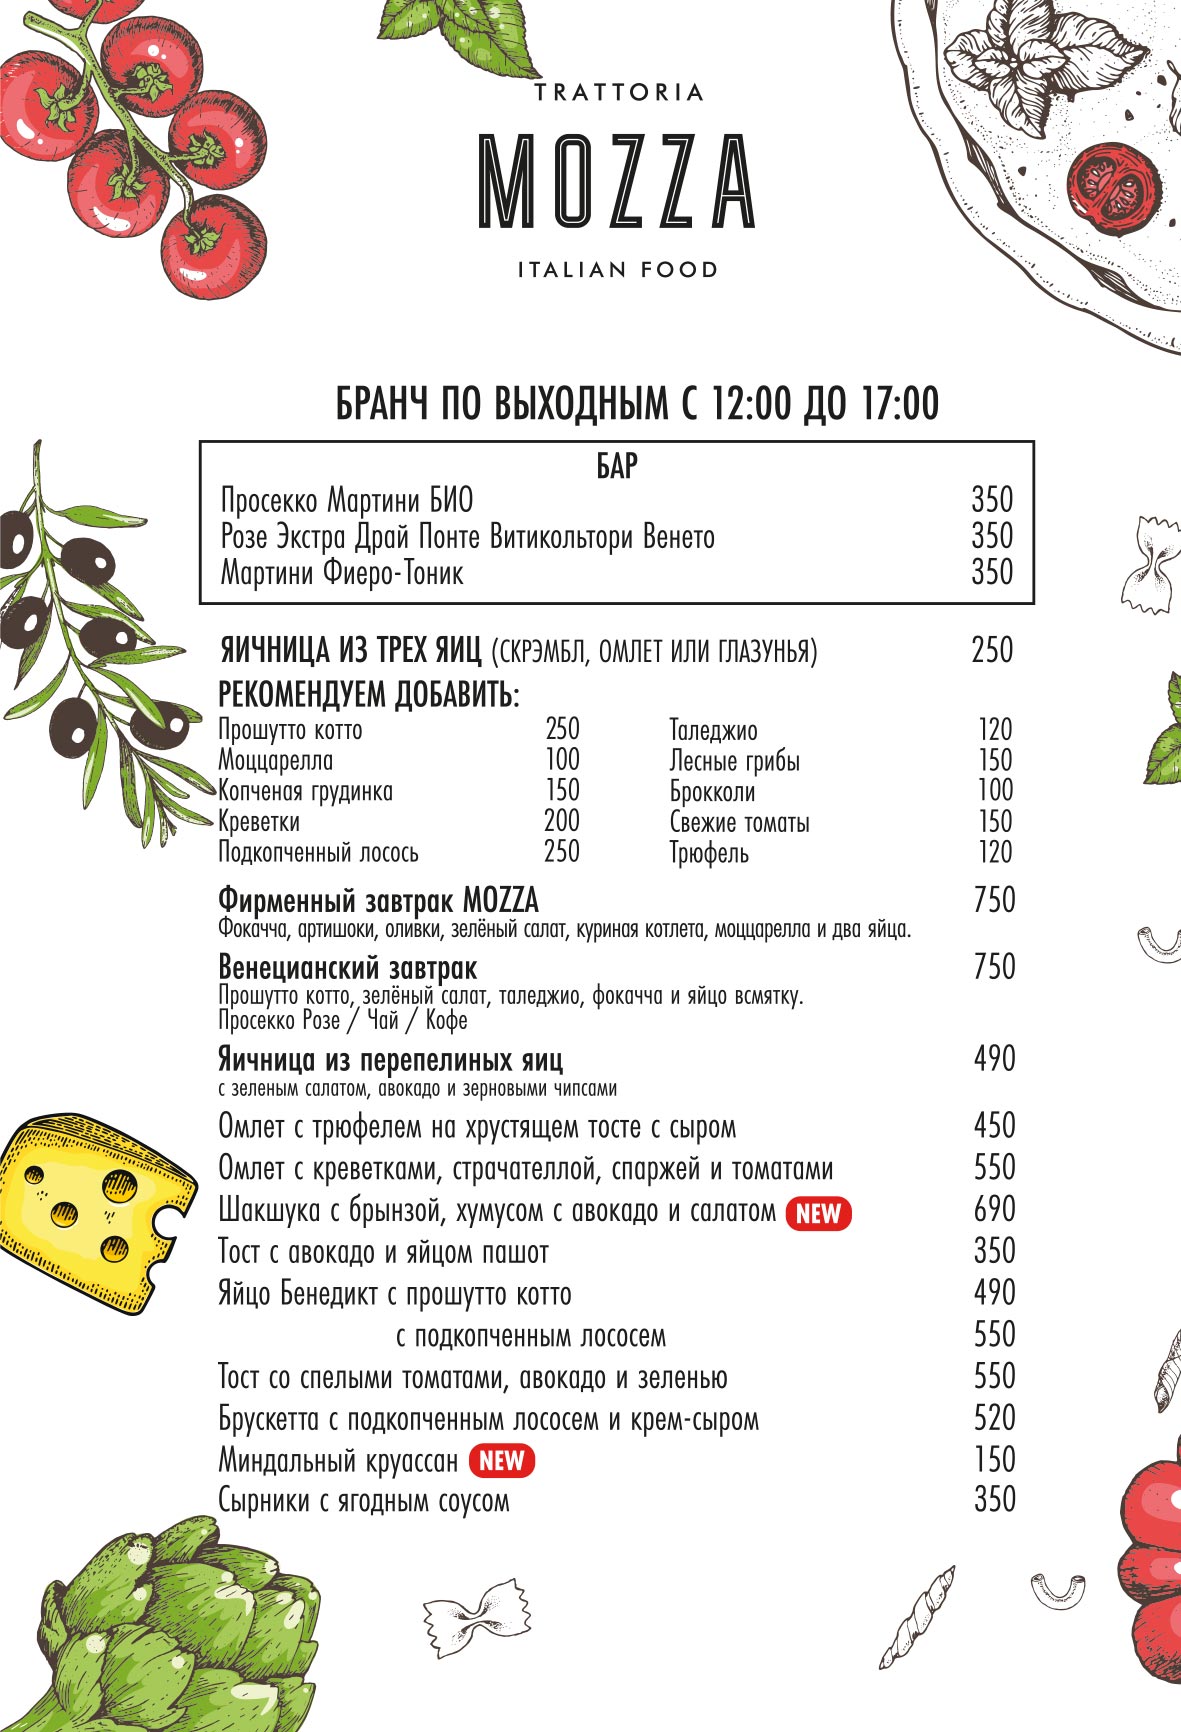 TRATTORIA
MOZZA
ITALIAN FOOD
БРАНЧ ПО ВЫХОДНЫМ С 12:00 ДО 17:00
БАР
Просекко Мартини БИО 350
Розе Экстра Драй Понте Витикольтори Венето 350
Мартини Фиеро-Тоник 350
ЯИЧНИЦА ИЗ ТРЕХ ЯИЦ (СКРЭМБЛ, ОМЛЕТ ИЛИ ГЛАЗУНЬЯ) 250
РЕКОМЕНДУЕМ ДОБАВИТЬ:
Прошутто котто 250 Таледжио 120
Моццарелла 100 Лесные грибы 150
Копченая грудинка 150 Брокколи 100
Креветки 200 Свежие томаты 150
Подкопченный лосось 250 Трюфель 120
Фирменный завтрак MOZZA 750
Фокачча, артишоки, оливки, зелёный салат, куриная котлета, моццарелла и два яйца.
Венецианский завтрак 750
Прошутто котто, зелёный салат, таледжио, фокачча и яйцо всмятку.
Просекко Розе / Чай / Кофе
Яичница из перепелиных яиц 490
с зеленым салатом, авокадо и зерновыми чипсами
Омлет с трюфелем на хрустящем тосте с сыром 450
Омлет с креветками, страчателлой, спаржей и томатами 550
Шакшука с брынзой, хумусом с авокадо и салатом NEW 690
Тост с авокадо и яйцом пашот 350
Яйцо Бенедикт с прошутто котто 490
с подкопченным лососем 550
Тост со спелыми томатами, авокадо и зеленью 550
Брускетта с подкопченным лососем и крем-сыром 520
Миндальный круассан NEW 150
Сырники с ягодным соусом 350